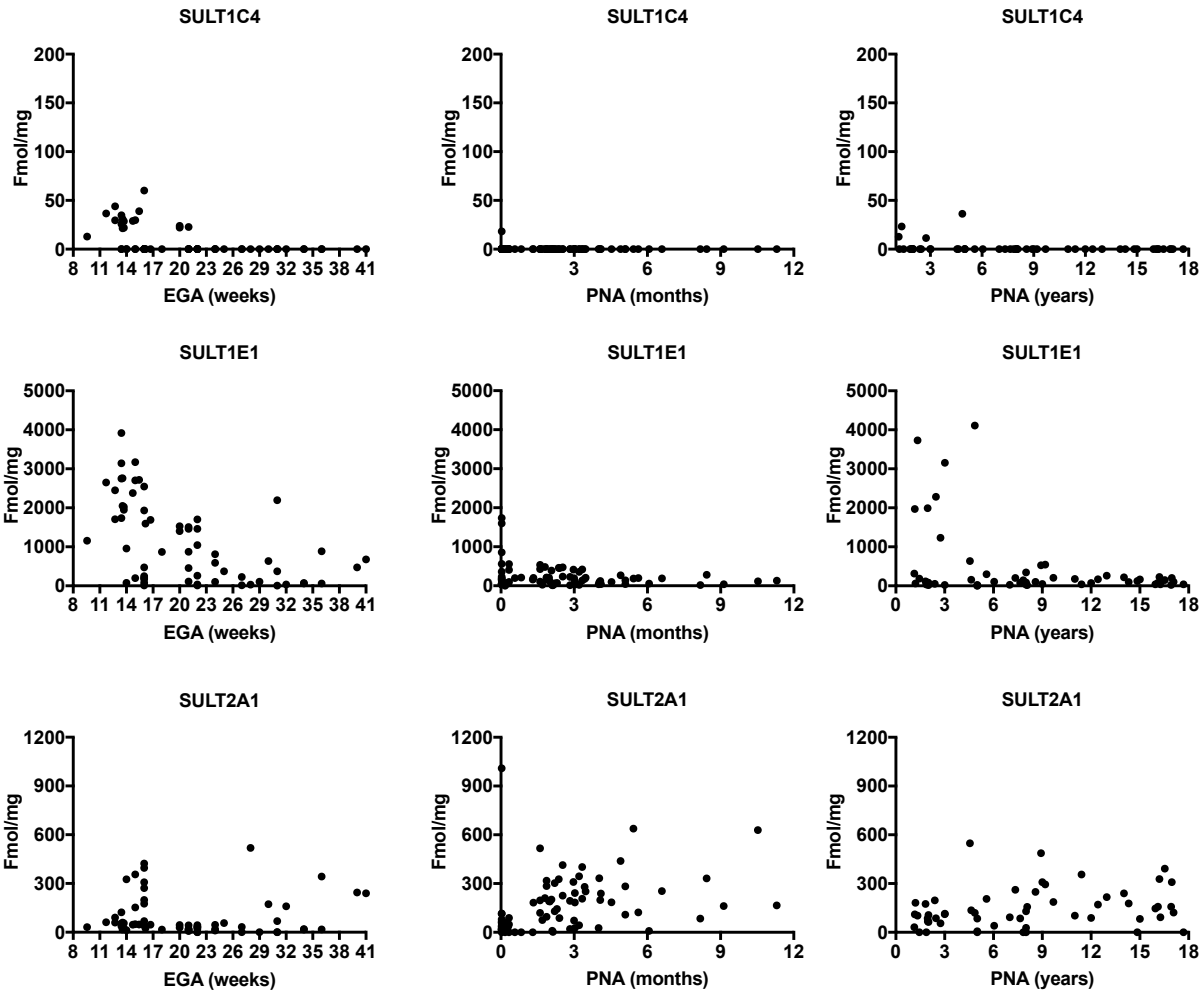 SULT1C4 SULT1C4 SULT1C4
200 200 200
150 150 150
100 100 100
50 50 50
0 0 0
Fmol/mg Fmol/mg Fmol/mg
8 11 14 17 20 23 26 29 32 35 38 41 0 3 6 9 12 0 3 6 9 12 15 18
EGA (weeks) PNA (months) PNA (years)
SULT1E1 SULT1E1 SULT1E1
5000 5000 5000
4000 4000 4000
3000 3000 3000
2000 2000 2000
1000 1000 1000
0 0 0
Fmol/mg Fmol/mg Fmol/mg
8 11 14 17 20 23 26 29 32 35 38 41 0 3 6 9 12 0 3 6 9 12 15 18
EGA (weeks) PNA (months) PNA (years)
SULT2A1 SULT2A1 SULT2A1
1200 1200 1200
900 900 900
600 600 600
300 300 300
0 0 0
Fmol/mg Fmol/mg Fmol/mg
8 11 14 17 20 23 26 29 32 35 38 41 0 3 6 9 12 0 3 6 9 12 15 18
EGA (weeks) PNA (months) PNA (years)